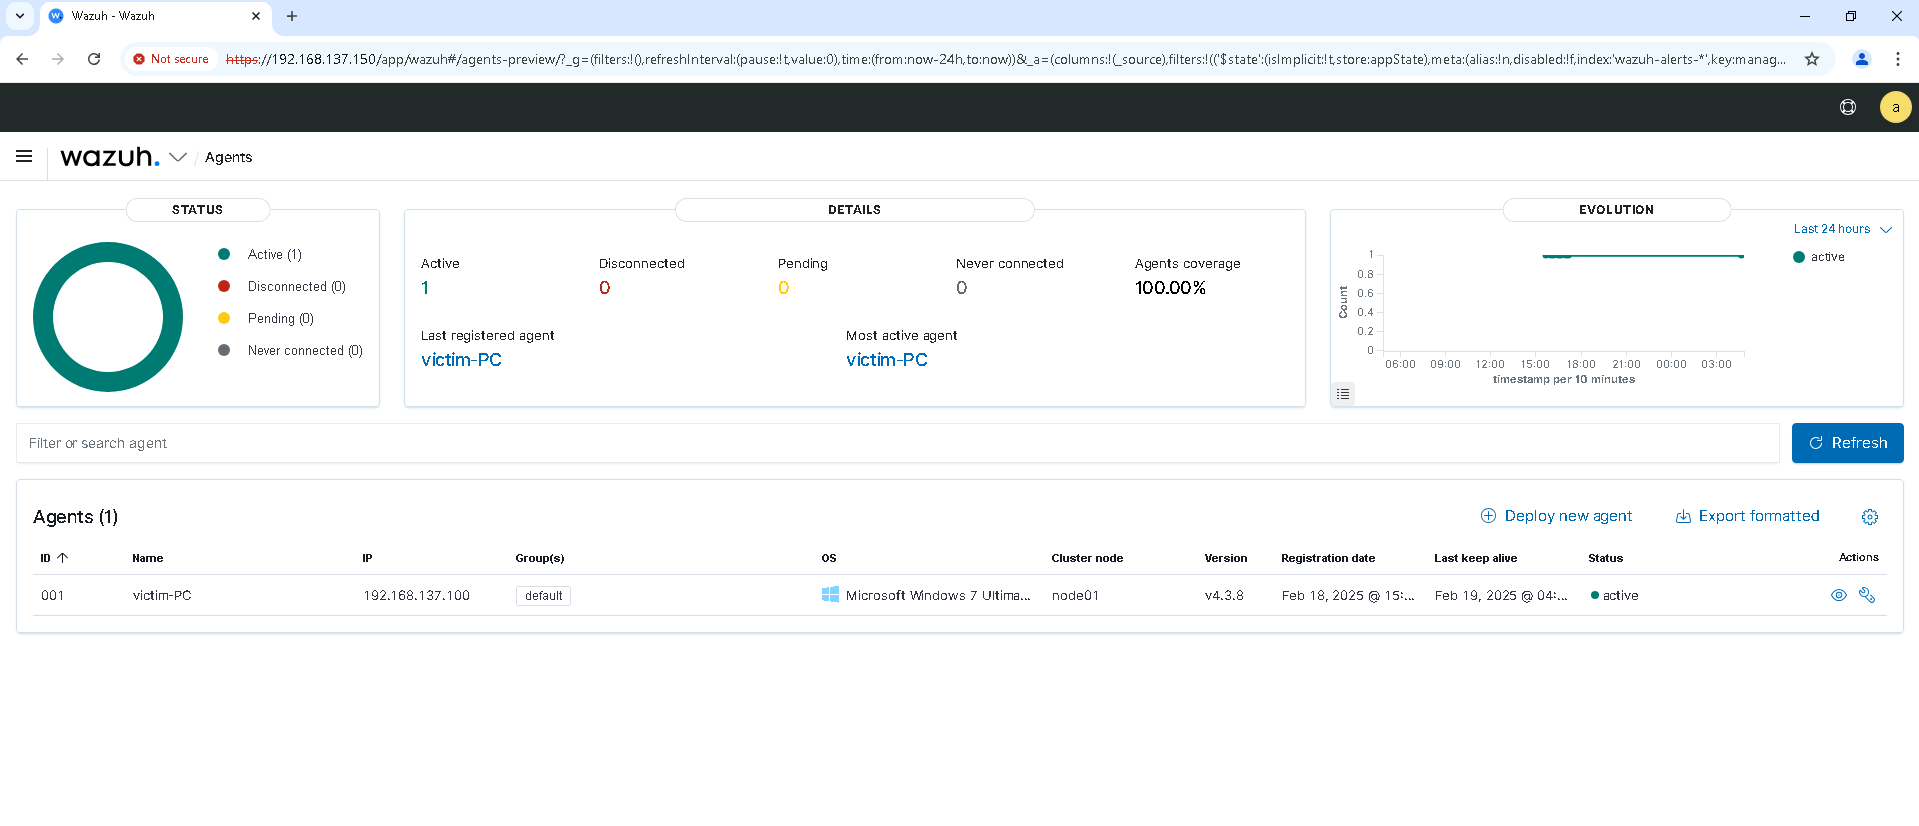 Wazuh - Wazuh
Not secure https://192.168.137.150/app/wazuh#/agents-preview/?_g=(filters:!(),refreshInterval:(pause:!t,value:0),time:(from:now-24h,to:now))&_a=(columns:!(_source),filters:!(('$state':(isImplicit:!t,store:appState),meta:(alias:!n,disabled:!f,index:'wazuh-alerts-*',key:manag...
a
wazuh. / Agents
STATUS
Active (1)
Disconnected (0)
Pending (0)
Never connected (0)
DETAILS
Active Disconnected Pending Never connected Agents coverage
1 0 0 0 100.00%
Last registered agent Most active agent
victim-PC victim-PC
EVOLUTION
Last 24 hours
active
Count
1
0.8
0.6
0.4
0.2
0
06:00 09:00 12:00 15:00 18:00 21:00 00:00 03:00
timestamp per 10 minutes
Filter or search agent Refresh
Agents (1) Deploy new agent Export formatted
ID Name IP Group(s) OS Cluster node Version Registration date Last keep alive Status Actions
001 victim-PC 192.168.137.100 default Microsoft Windows 7 Ultima... node01 v4.3.8 Feb 18, 2025 @ 15:... Feb 19, 2025 @ 04:... active